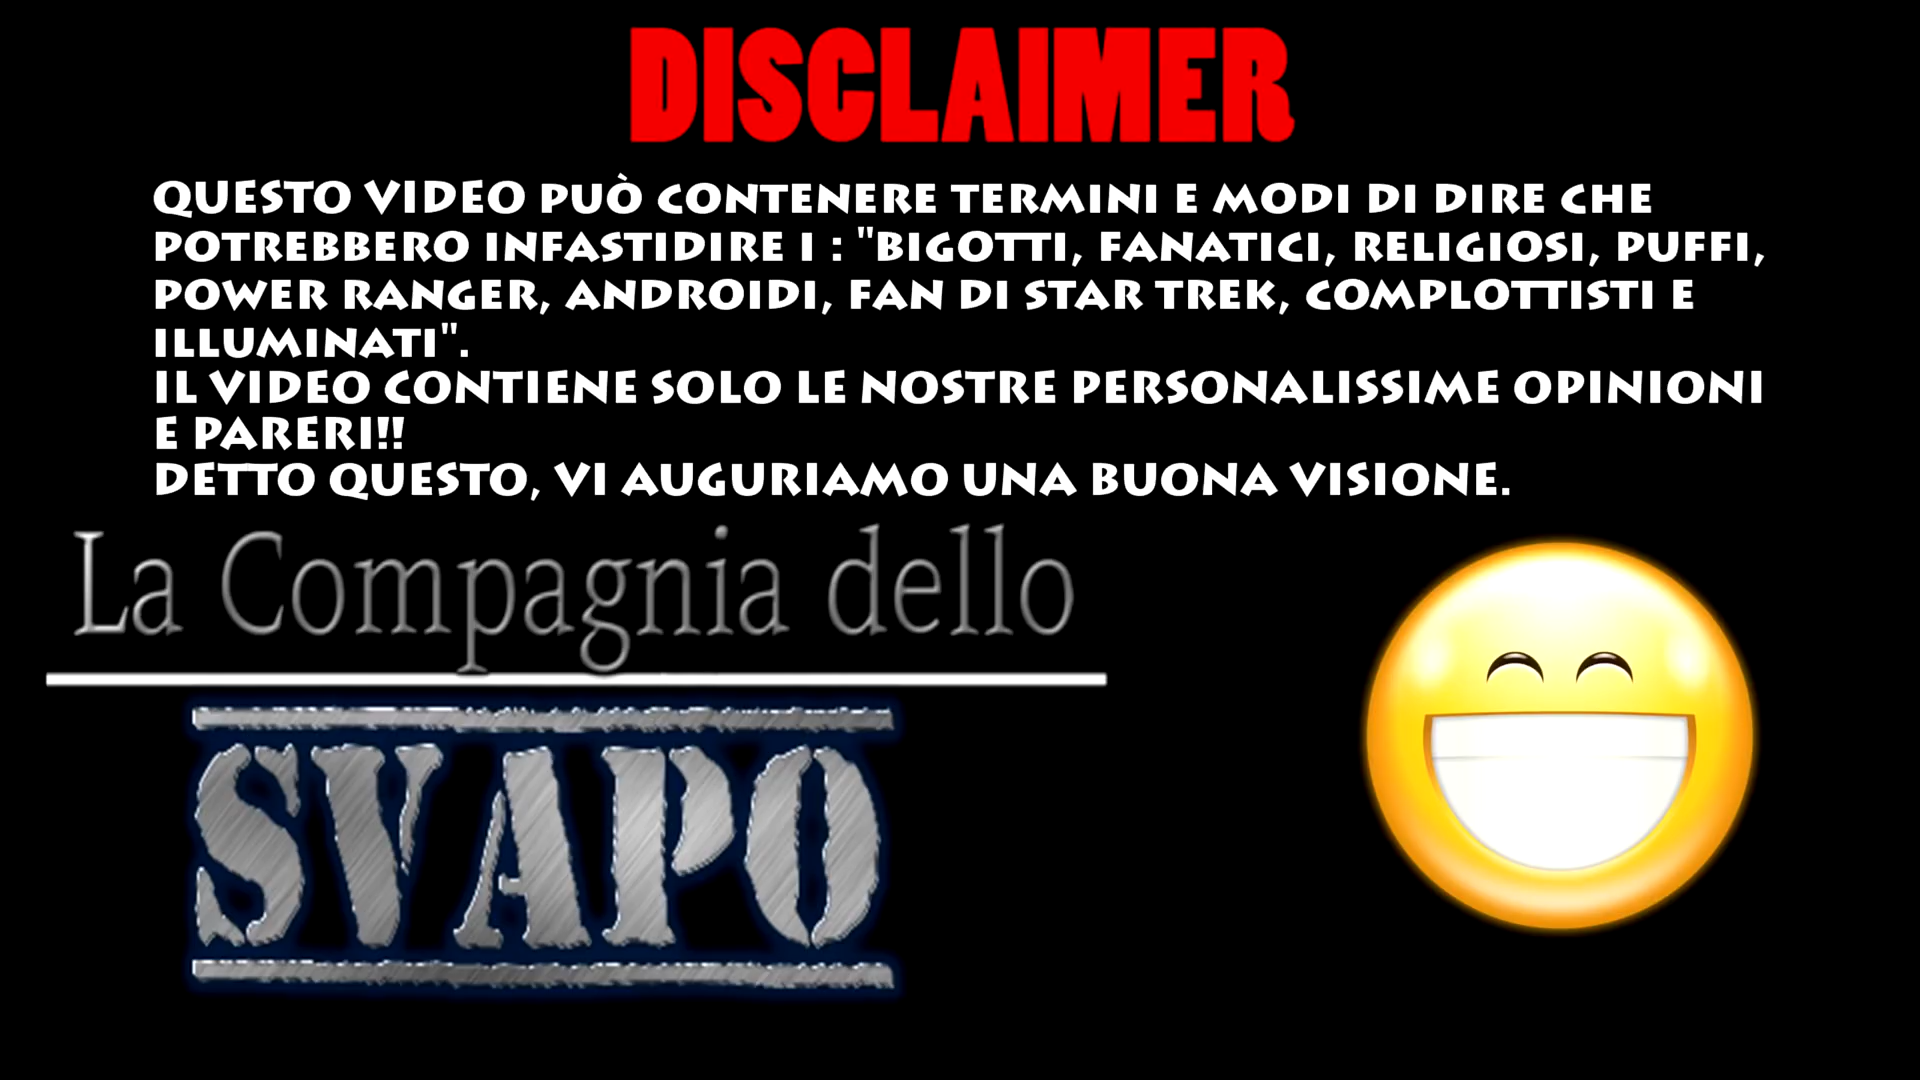 DISCLAIMER
QUESTO VIDEO PUÒ CONTENERE TERMINI E MODI DI DIRE CHE
POTREBBERO INFASTIDIRE I : "BIGOTTI, FANATICI, RELIGIOSI, PUFFI,
POWER RANGER, ANDROIDI, FAN DI STAR TREK, COMPLOTTISTI E
ILLUMINATI".
IL VIDEO CONTIENE SOLO LE NOSTRE PERSONALISSIME OPINIONI
E PARERI!!
DETTO QUESTO, VI AUGURIAMO UNA BUONA VISIONE.
La Compagnia dello
SVAPO